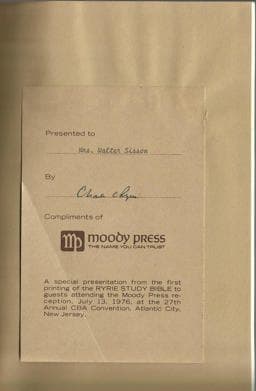 Presented to
Mrs. Walter Sisson
By
Compliments of
moody press
THE NAME YOU CAN TRUST
A special presentation from the first
printing of the RYRIE STUDY BIBLE to
guests attending the Moody Press re-
ception, July 13, 1976, at the 27th
Annual CBA Convention, Atlantic City,
New Jersey.